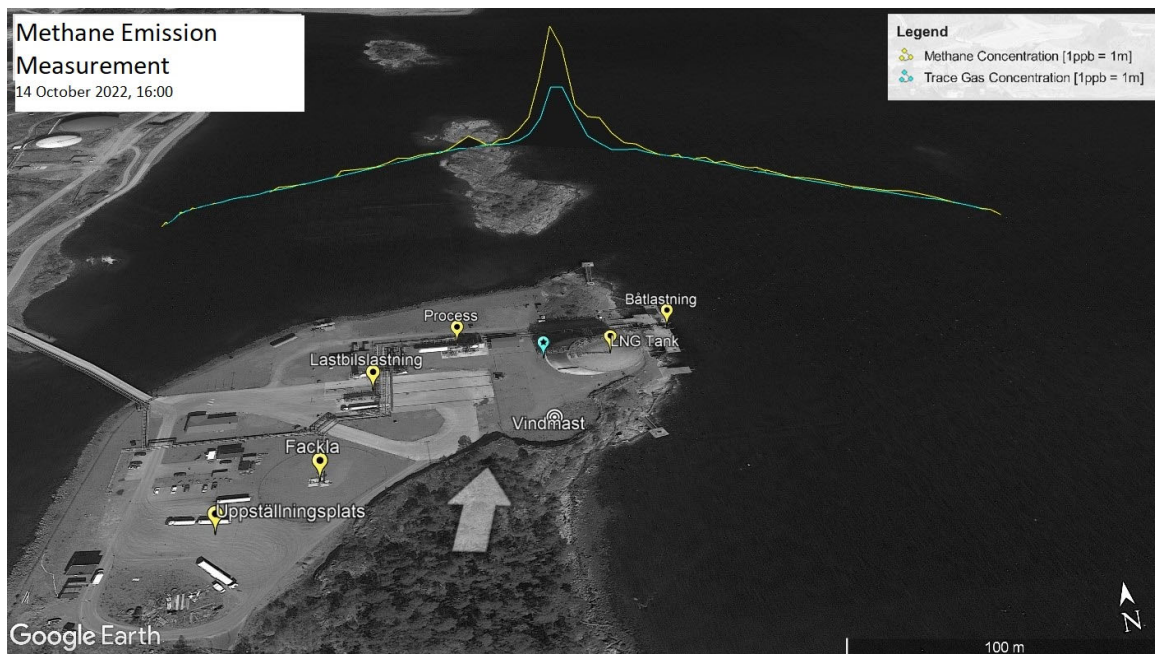 Methane Emission
Measurement
14 October 2022, 16:00
Legend
Methane Concentration [1ppb = 1m]
Trace Gas Concentration [1ppb = 1m]
Båtlastning
Process
LNG Tank
Lastbilslastning
Vindmast
Fackla
Uppställningsplats
N
Google Earth
100 m